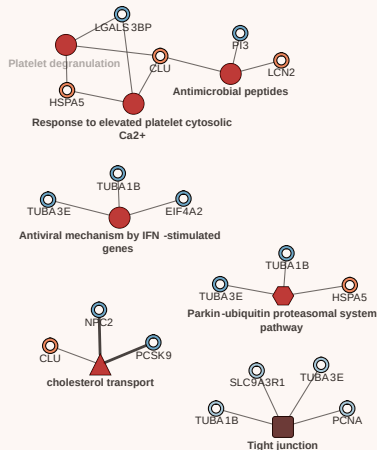 LGALS3BP
PI3
Platelet degranulation
CLU
LCN2
HSPA5
Antimicrobial peptides
Response to elevated platelet cytosolic
Ca2+
TUBA1B
TUBA3E
EIF4A2
Antiviral mechanism by IFN -stimulated
genes
TUBA1B
TUBA3E
HSPA5
Parkin-ubiquitin proteasomal system
pathway
NPC2
CLU
PCSK9
cholesterol transport
SLC9A3R1
TUBA3E
TUBA1B
PCNA
Tight junction